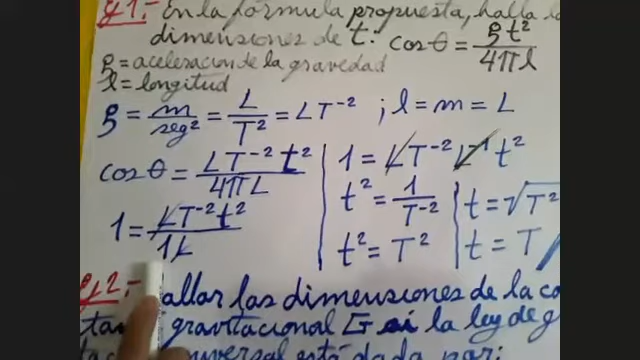 Ej 1.- En la fórmula propuesta, halla la
dimensiones de t: cos θ = g t² / 4πl
g = aceleración de la gravedad
l = longitud
g = m / seg² = L / T² = LT⁻² ; l = m = L
cos θ = LT⁻² t² / 4πL
1 = LT⁻² t² / 1L
1 = LT⁻² L⁻¹ t²
t² = 1 / T⁻²
t² = T²
t = √T²
t = T
Ej 2.- Hallar las dimensiones de la co
gravitacional G si la ley de g
universal está dada por: